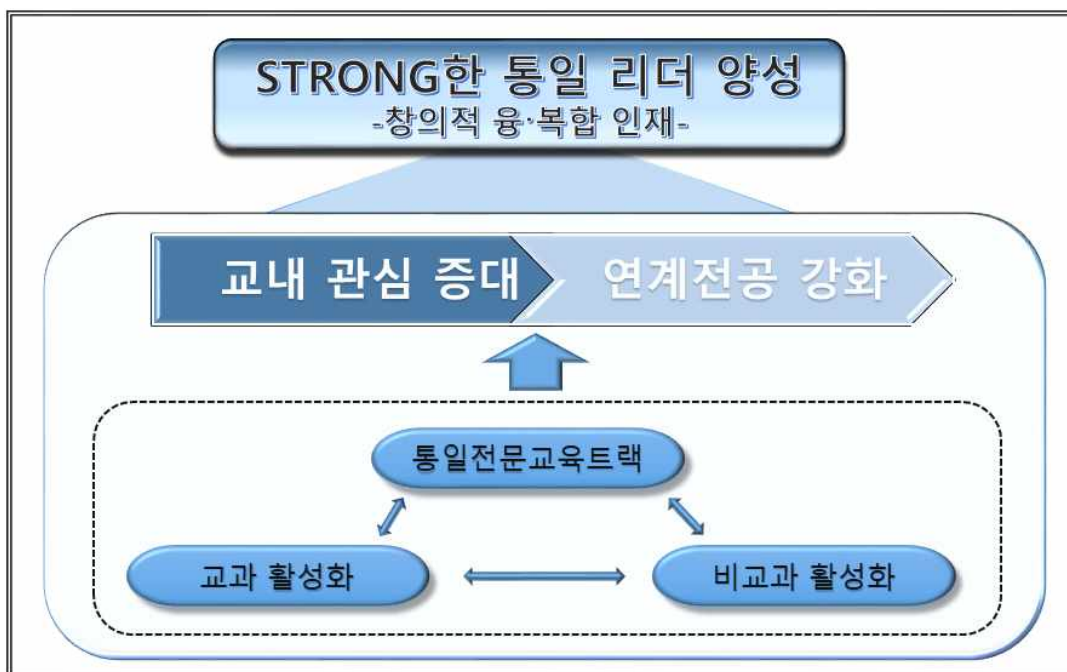 STRONG한 통일 리더 양성
-창의적 융·복합 인재-
교내 관심 증대
연계전공 강화
통일전문교육트랙
교과 활성화
비교과 활성화